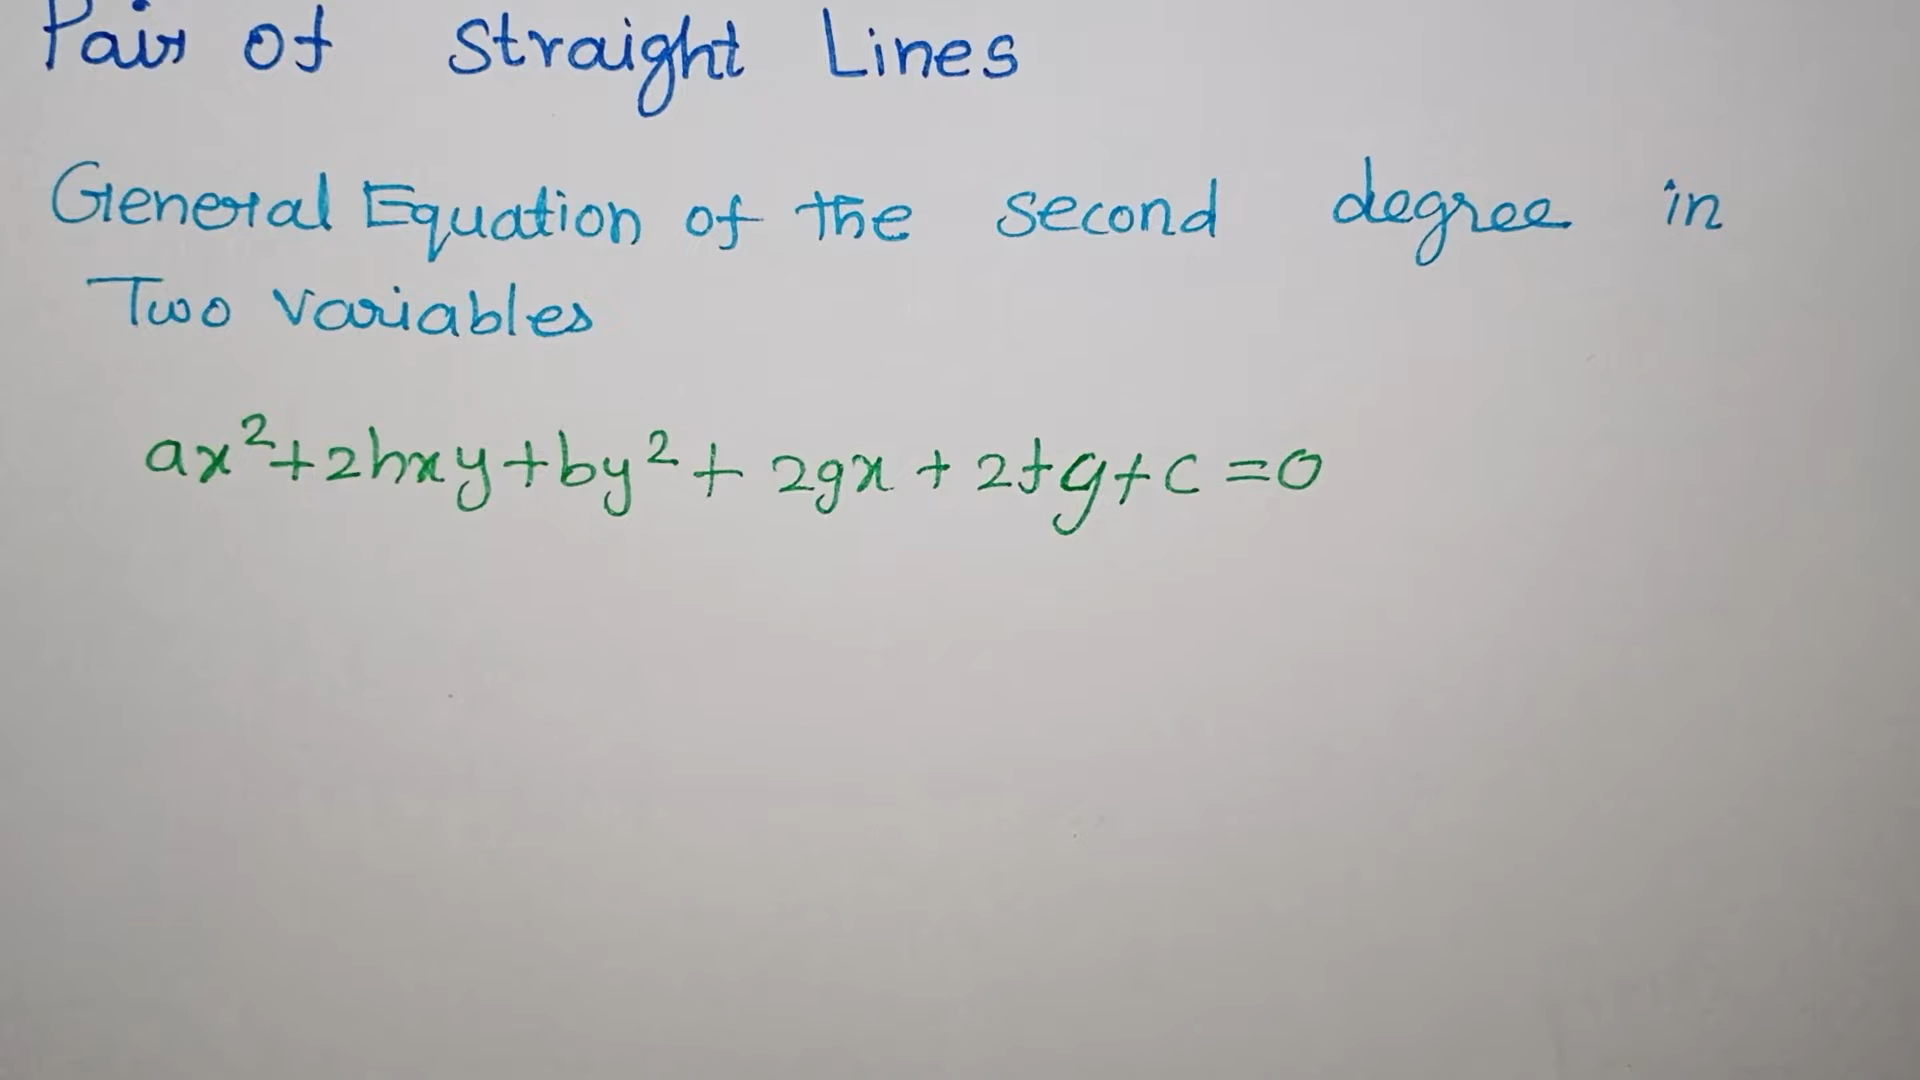 Pair of Straight Lines
General Equation of the second degree in
Two Variables
ax²+2hxy+by²+2gx+2fy+c=0